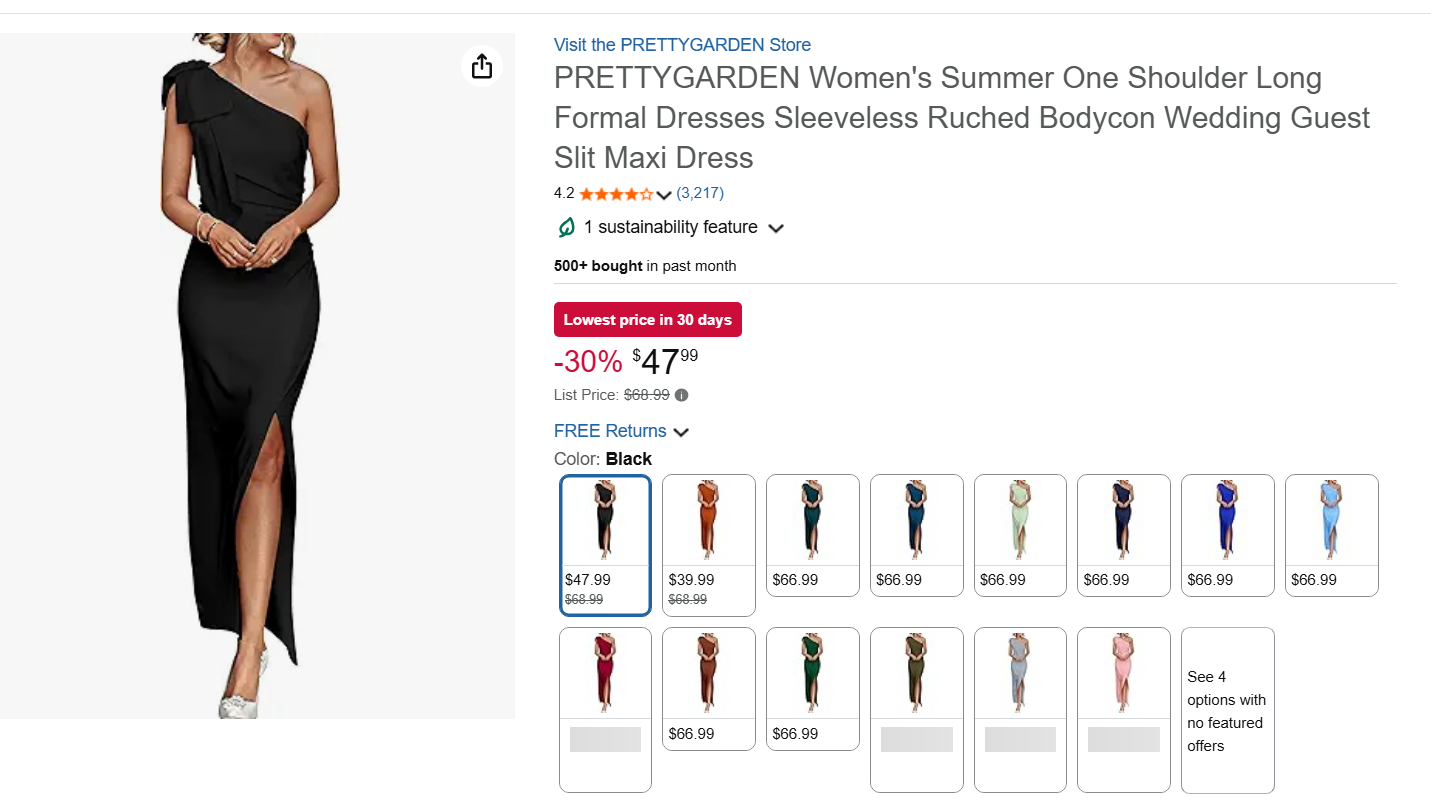 Visit the PRETTYGARDEN Store
PRETTYGARDEN Women's Summer One Shoulder Long
Formal Dresses Sleeveless Ruched Bodycon Wedding Guest
Slit Maxi Dress
4.2 (3,217)
1 sustainability feature
500+ bought in past month
Lowest price in 30 days
-30% $47 99
List Price: $68.99
FREE Returns
Color: Black
$47.99 $39.99 $66.99 $66.99 $66.99 $66.99 $66.99 $66.99
$68.99 $68.99
See 4
options with
no featured
offers
$66.99 $66.99